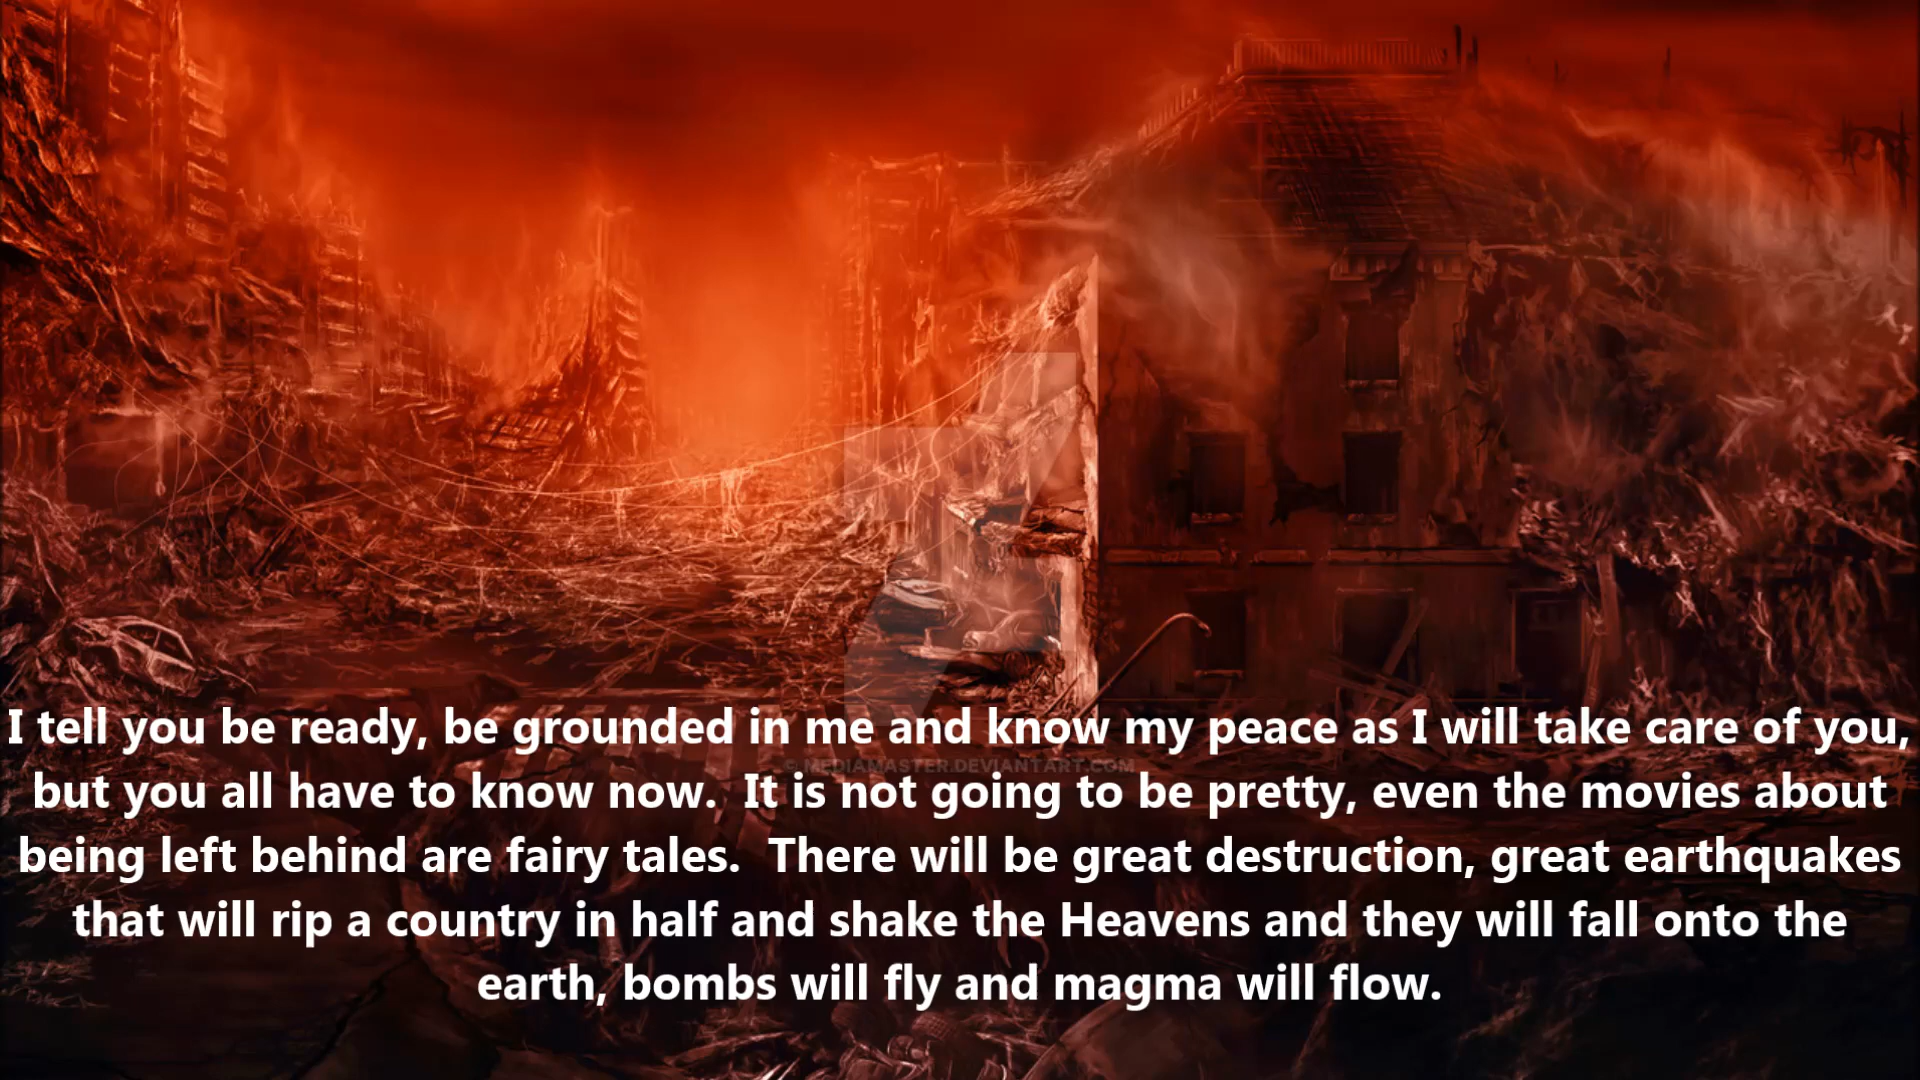 I tell you be ready, be grounded in me and know my peace as I will take care of you,
© MEDIAMASTER.DEVIANTART.COM
but you all have to know now.  It is not going to be pretty, even the movies about
being left behind are fairy tales.  There will be great destruction, great earthquakes
that will rip a country in half and shake the Heavens and they will fall onto the
earth, bombs will fly and magma will flow.